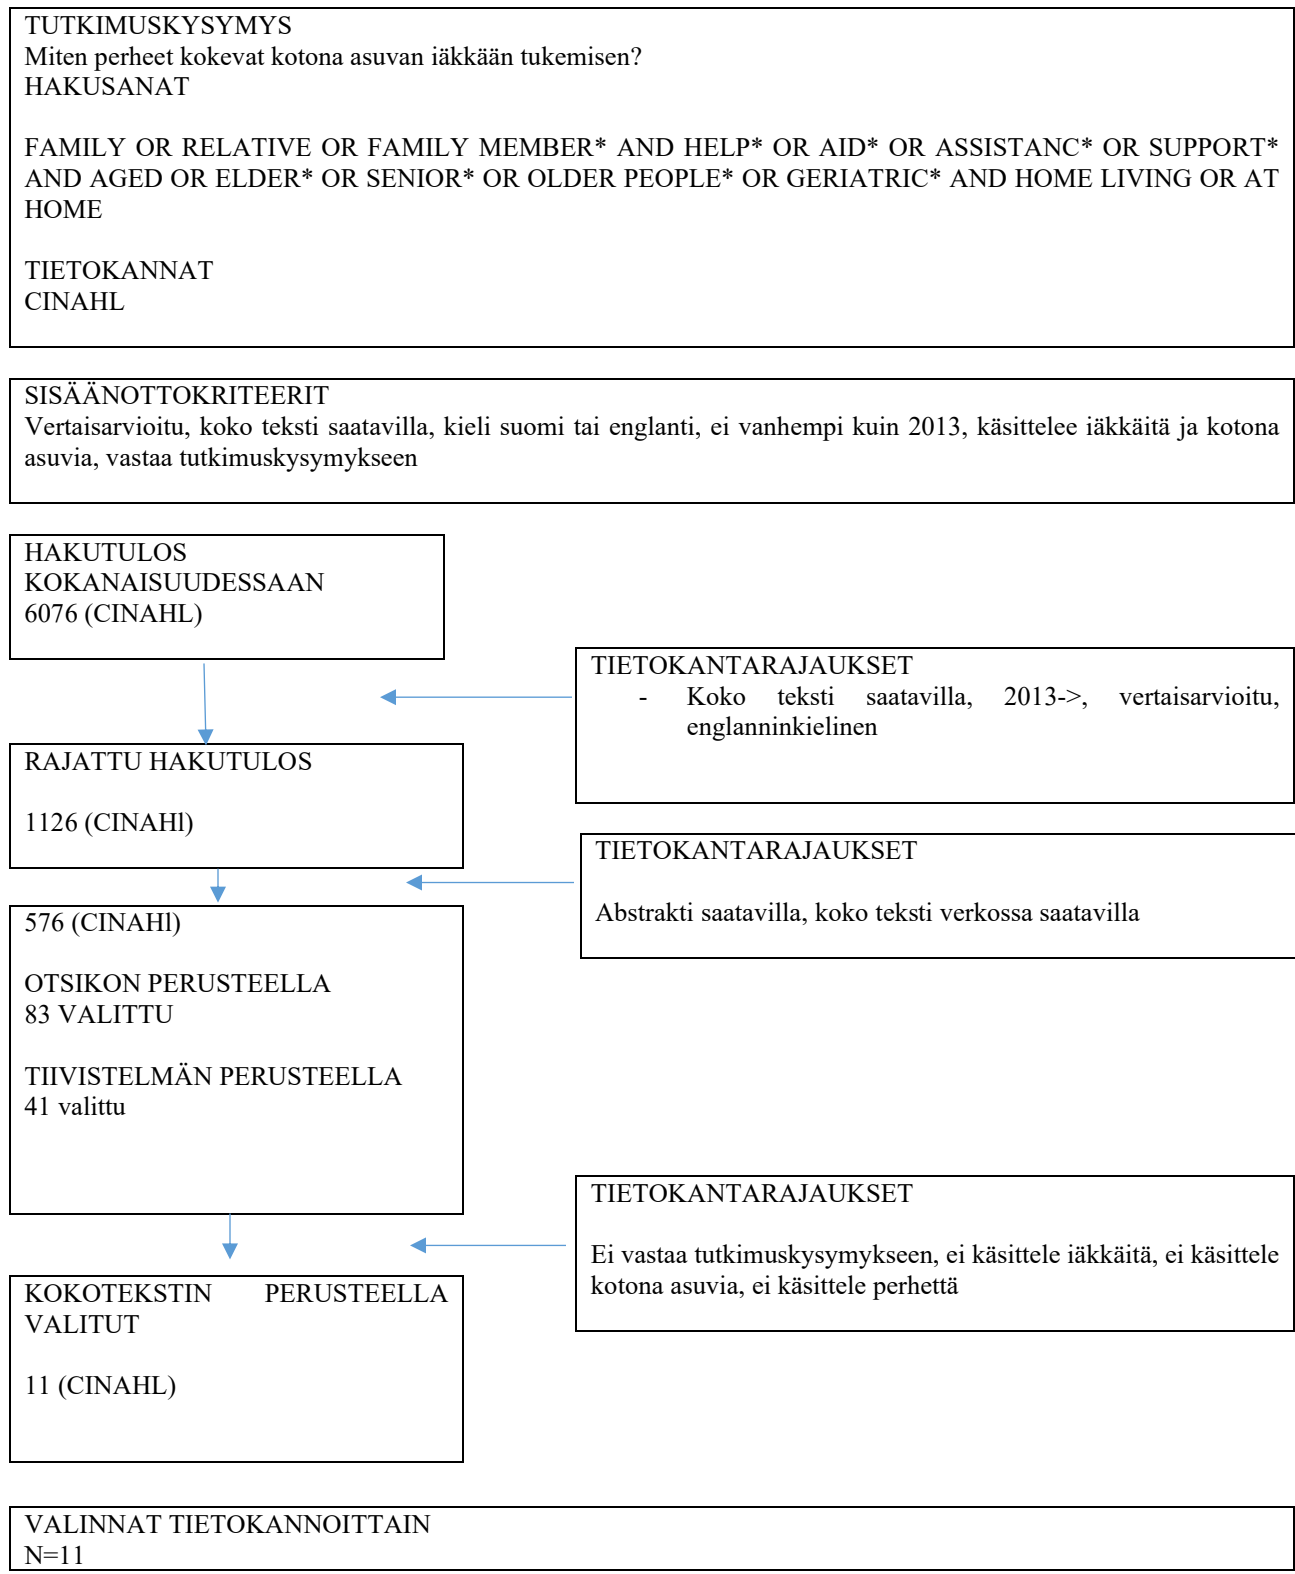 TUTKIMUSKYSYMYS
Miten perheet kokevat kotona asuvan iäkkään tukemisen?
HAKUSANAT
FAMILY OR RELATIVE OR FAMILY MEMBER* AND HELP* OR AID* OR ASSISTANC* OR SUPPORT*
AND AGED OR ELDER* OR SENIOR* OR OLDER PEOPLE* OR GERIATRIC* AND HOME LIVING OR AT
HOME
TIETOKANNAT
CINAHL
SISÄÄNOTTOKRITEERIT
Vertaisarvioitu, koko teksti saatavilla, kieli suomi tai englanti, ei vanhempi kuin 2013, käsittelee iäkkäitä ja kotona
asuvia, vastaa tutkimuskysymykseen
HAKUTULOS
KOKANAISUUDESSAAN
6076 (CINAHL)
TIETOKANTARAJAUKSET
- Koko teksti saatavilla, 2013->, vertaisarvioitu,
englanninkielinen
RAJATTU HAKUTULOS
1126 (CINAHl)
TIETOKANTARAJAUKSET
Abstrakti saatavilla, koko teksti verkossa saatavilla
576 (CINAHl)
OTSIKON PERUSTEELLA
83 VALITTU
TIIVISTELMÄN PERUSTEELLA
41 valittu
TIETOKANTARAJAUKSET
Ei vastaa tutkimuskysymykseen, ei käsittele iäkkäitä, ei käsittele
kotona asuvia, ei käsittele perhettä
KOKOTEKSTIN PERUSTEELLA
VALITUT
11 (CINAHL)
VALINNAT TIETOKANNOITTAIN
N=11